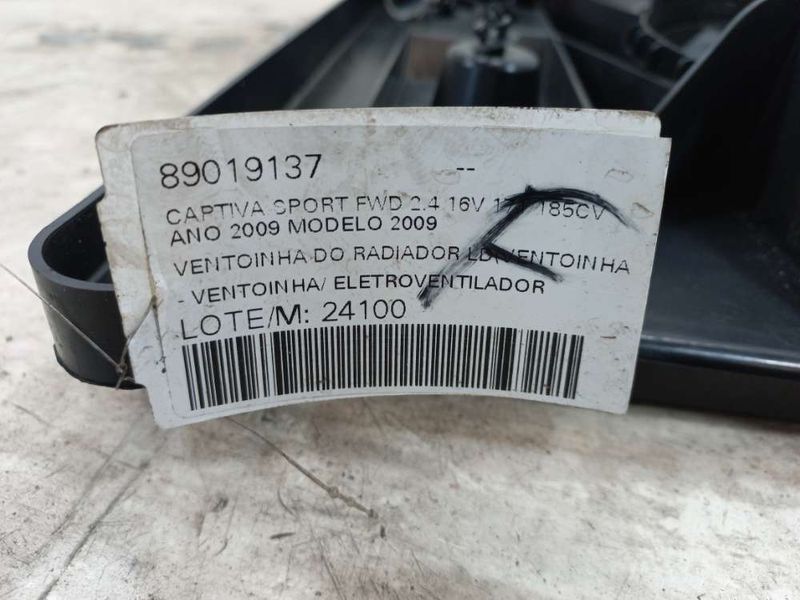 89019137 --
CAPTIVA SPORT FWD 2.4 16V 185CV
ANO 2009 MODELO 2009
VENTOINHA DO RADIADOR
- VENTOINHA/ ELETROVENTILADOR
LOTE/M: 24100